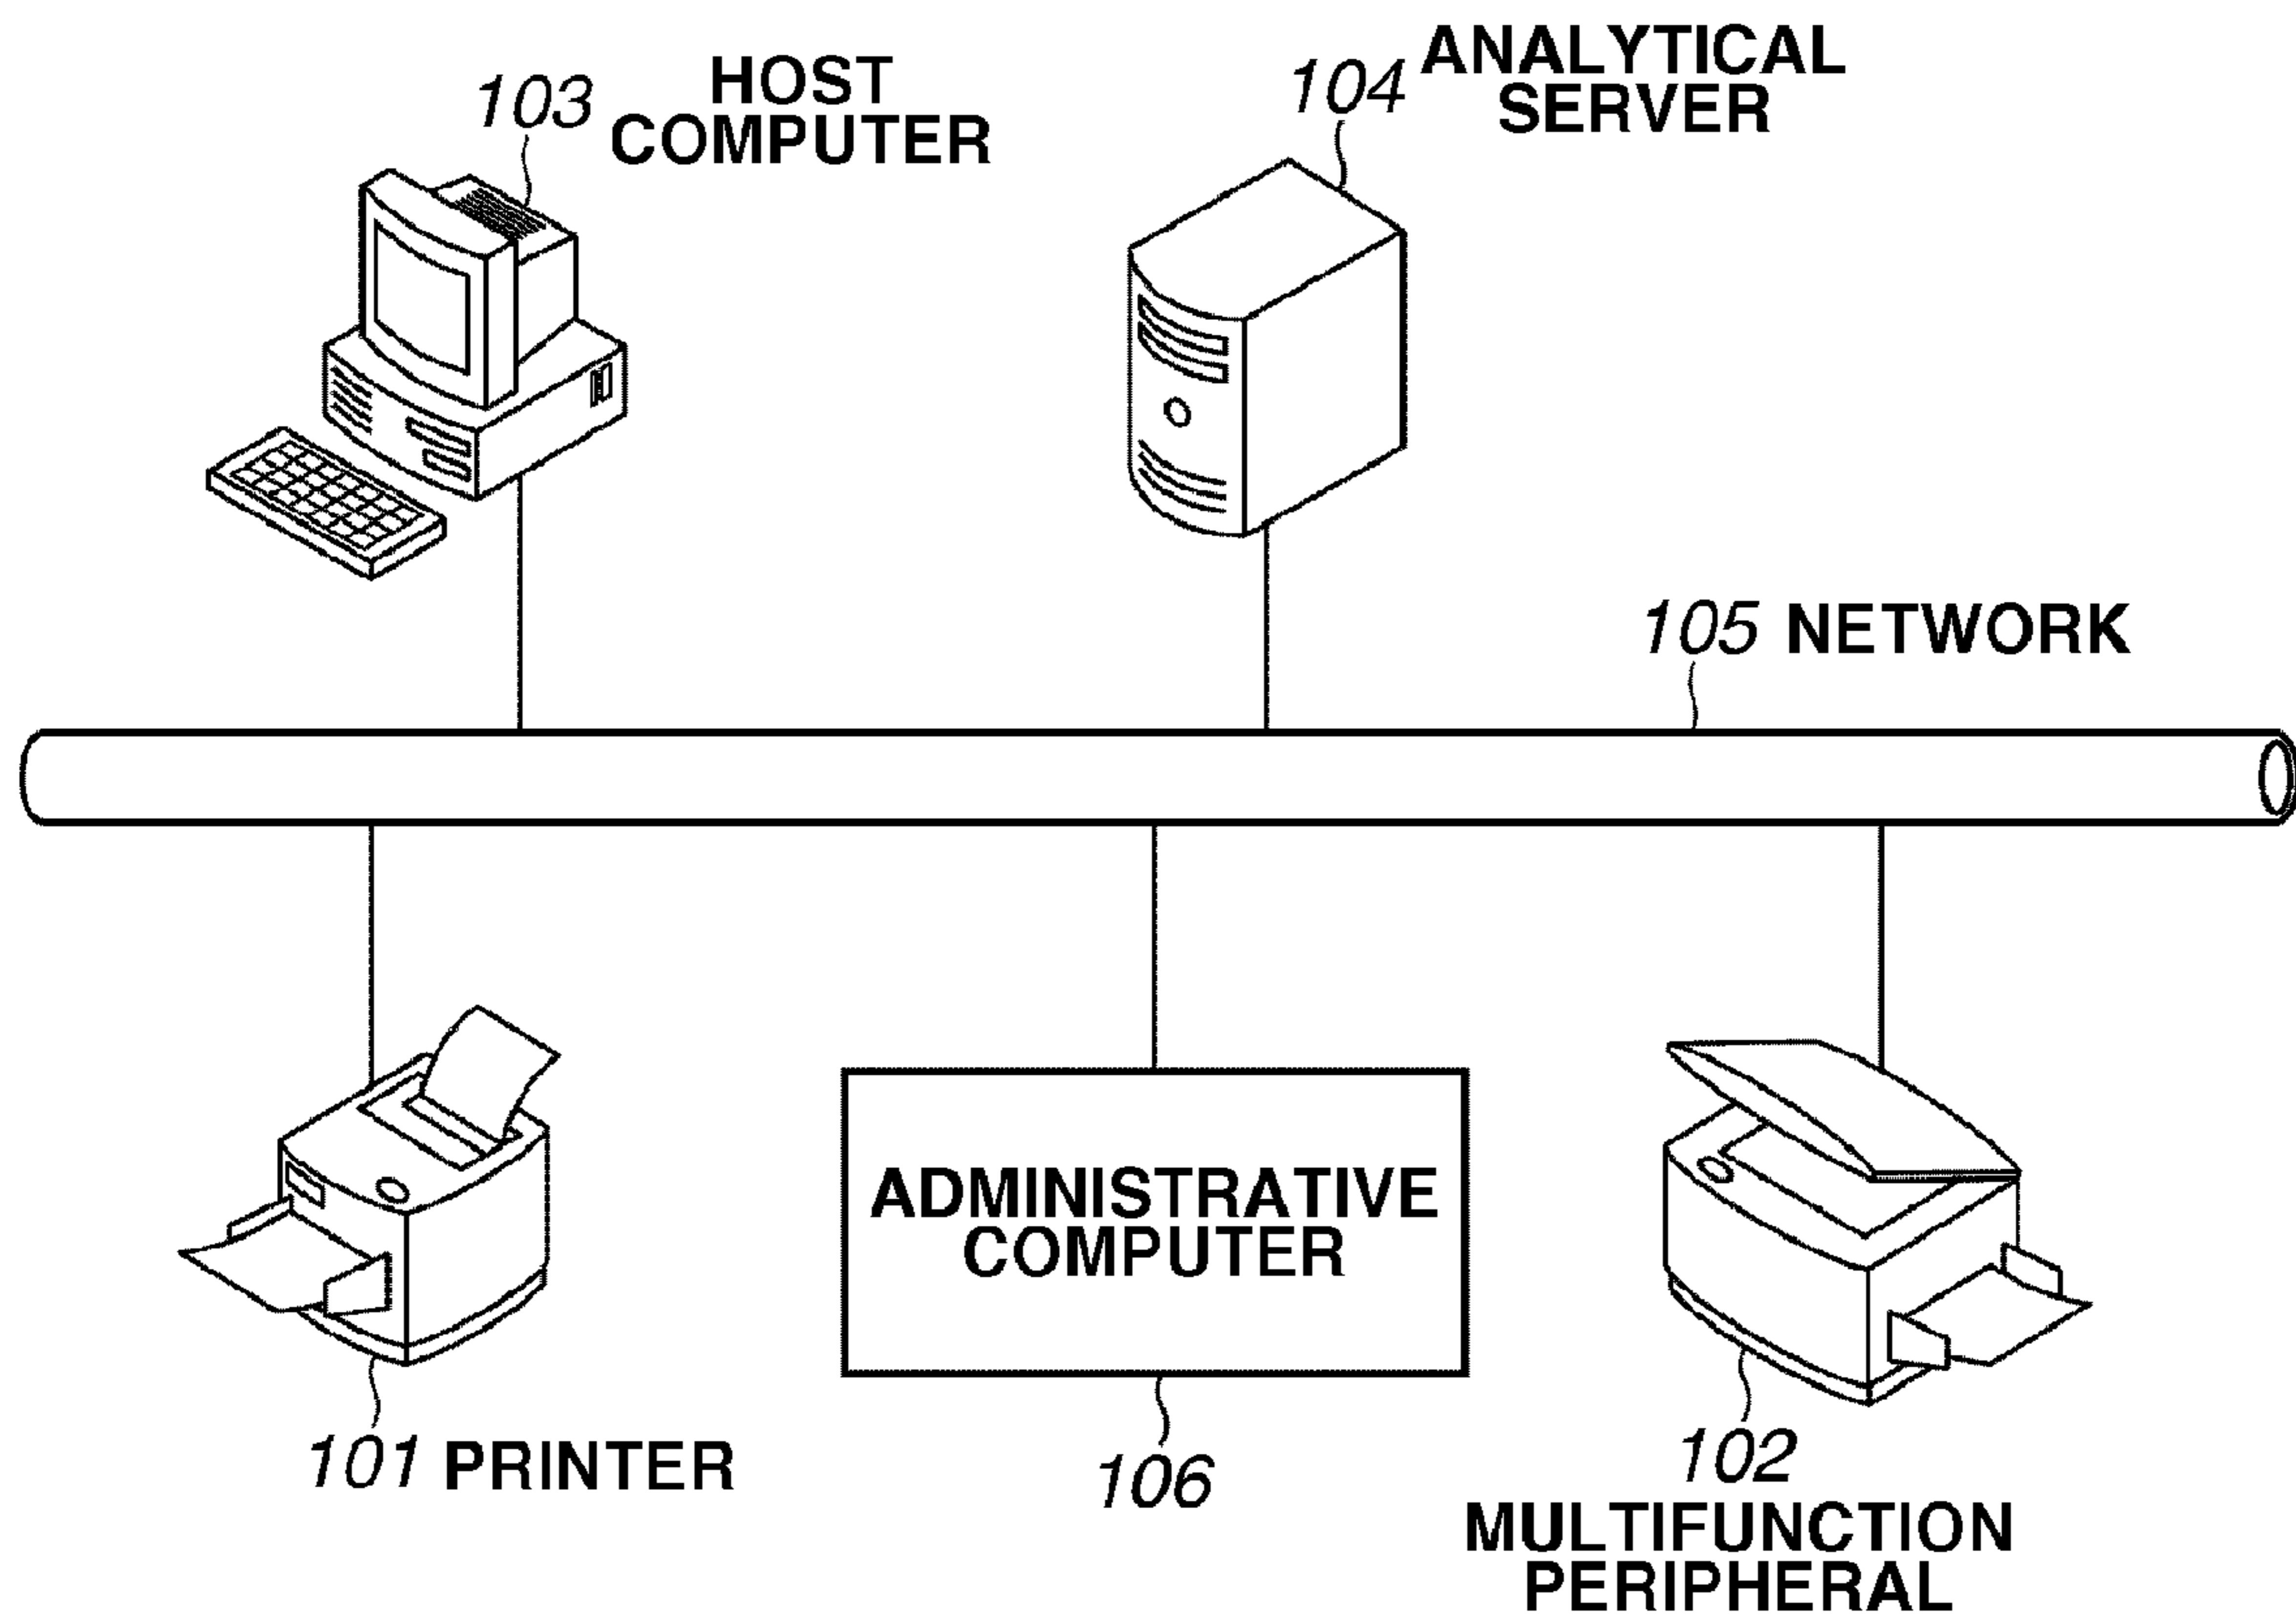 103 HOST
COMPUTER
104 ANALYTICAL
SERVER
105 NETWORK
ADMINISTRATIVE
COMPUTER
101 PRINTER
106
102
MULTIFUNCTION
PERIPHERAL